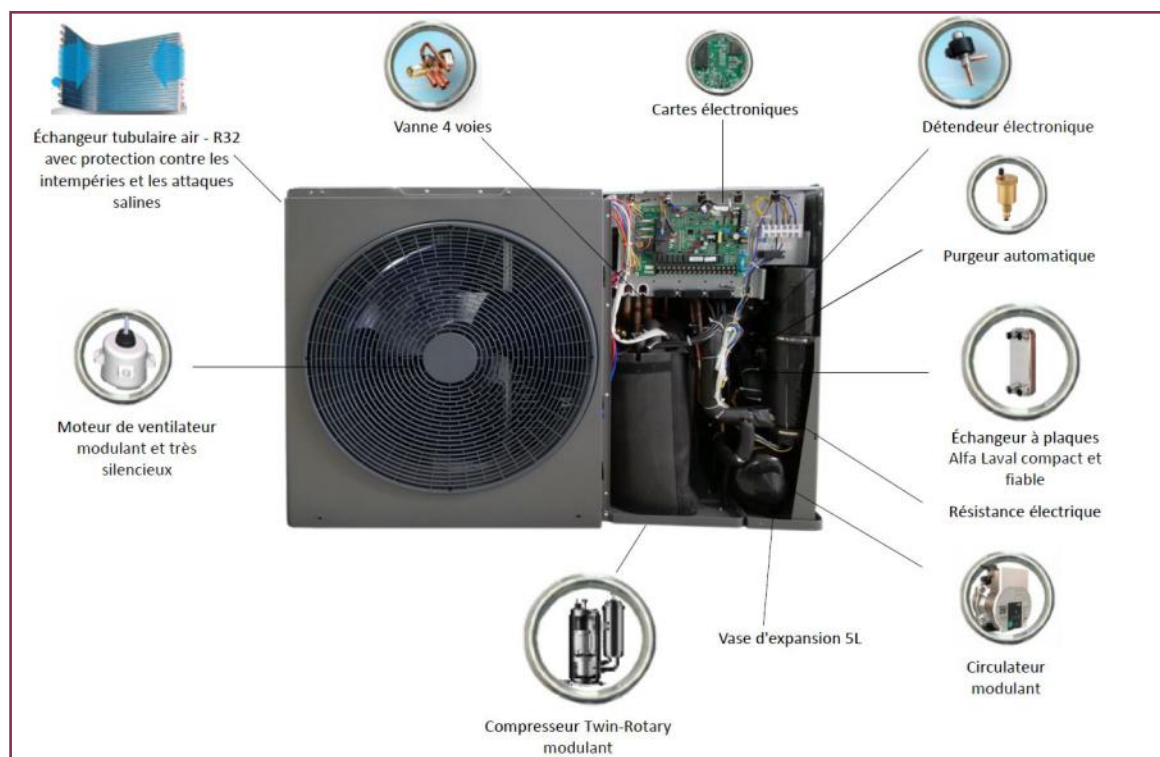 Échangeur tubulaire air - R32
avec protection contre les
intempéries et les attaques
salines
Vanne 4 voies
Cartes électroniques
Détendeur électronique
Purgeur automatique
Moteur de ventilateur
modulant et très
silencieux
Échangeur à plaques
Alfa Laval compact et
fiable
Résistance électrique
Vase d'expansion 5L
Circulateur
modulant
Compresseur Twin-Rotary
modulant